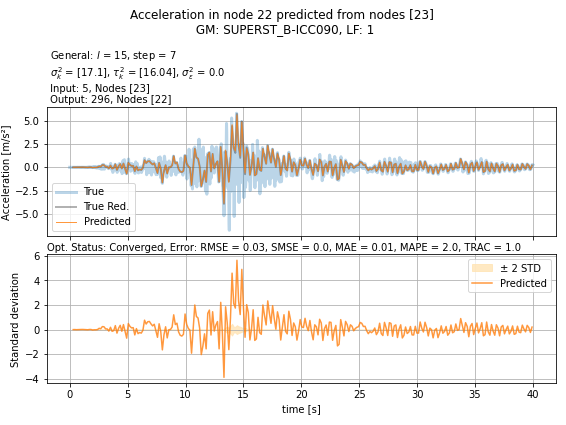 Acceleration in node 22 predicted from nodes [23]
GM: SUPERST_B-ICC090, LF: 1
General: l = 15, step = 7
σ²ₖ = [17.1], τ²ₖ = [16.04], σ²ε = 0.0
Input: 5, Nodes [23]
Output: 296, Nodes [22]
Acceleration [m/s²]
5.0
2.5
0.0
−2.5
−5.0
True
True Red.
Predicted
Opt. Status: Converged, Error: RMSE = 0.03, SMSE = 0.0, MAE = 0.01, MAPE = 2.0, TRAC = 1.0
Standard deviation
6
4
2
0
−2
−4
± 2 STD
Predicted
0 5 10 15 20 25 30 35 40
time [s]